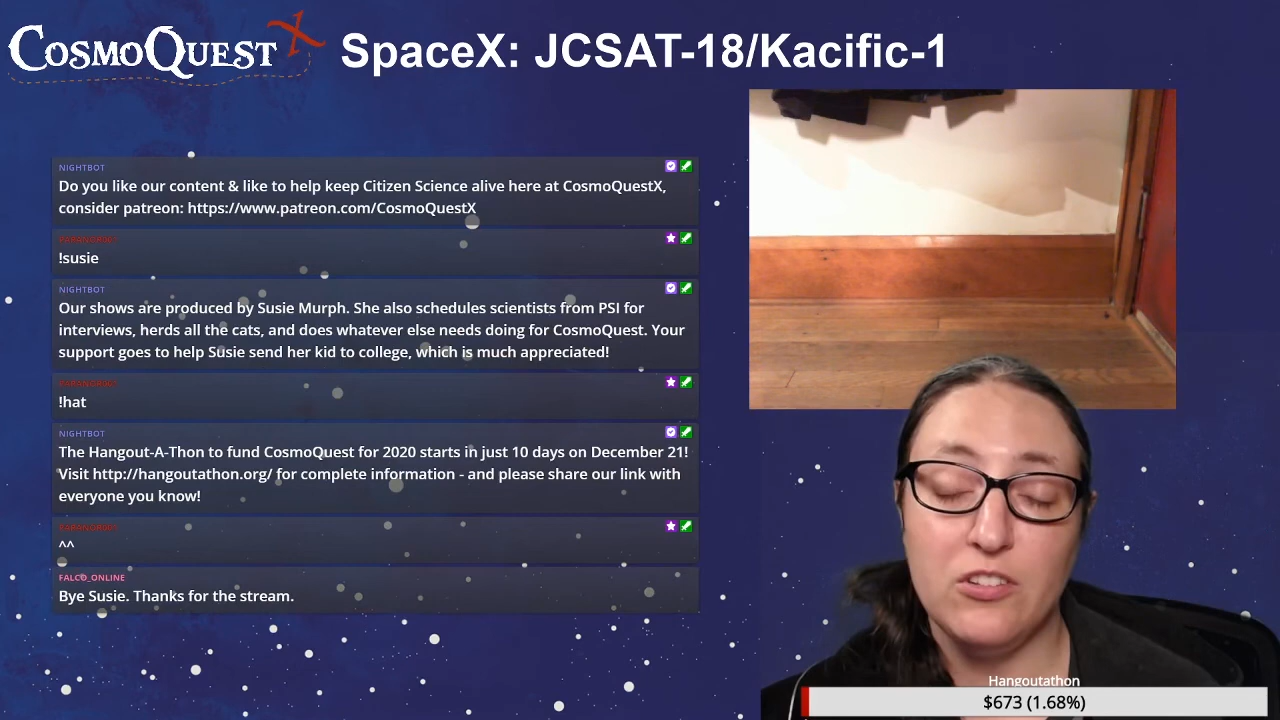 COSMOQUEST X
SpaceX: JCSAT-18/Kacific-1
NIGHTBOT
Do you like our content & like to help keep Citizen Science alive here at CosmoQuestX,
consider patreon: https://www.patreon.com/CosmoQuestX
!susie
NIGHTBOT
Our shows are produced by Susie Murph. She also schedules scientists from PSI for
interviews, herds all the cats, and does whatever else needs doing for CosmoQuest. Your
support goes to help Susie send her kid to college, which is much appreciated!
!hat
NIGHTBOT
The Hangout-A-Thon to fund CosmoQuest for 2020 starts in just 10 days on December 21!
Visit http://hangoutathon.org/ for complete information - and please share our link with
everyone you know!
^^
FALCO_ONLINE
Bye Susie. Thanks for the stream.
Hangoutathon
$673 (1.68%)